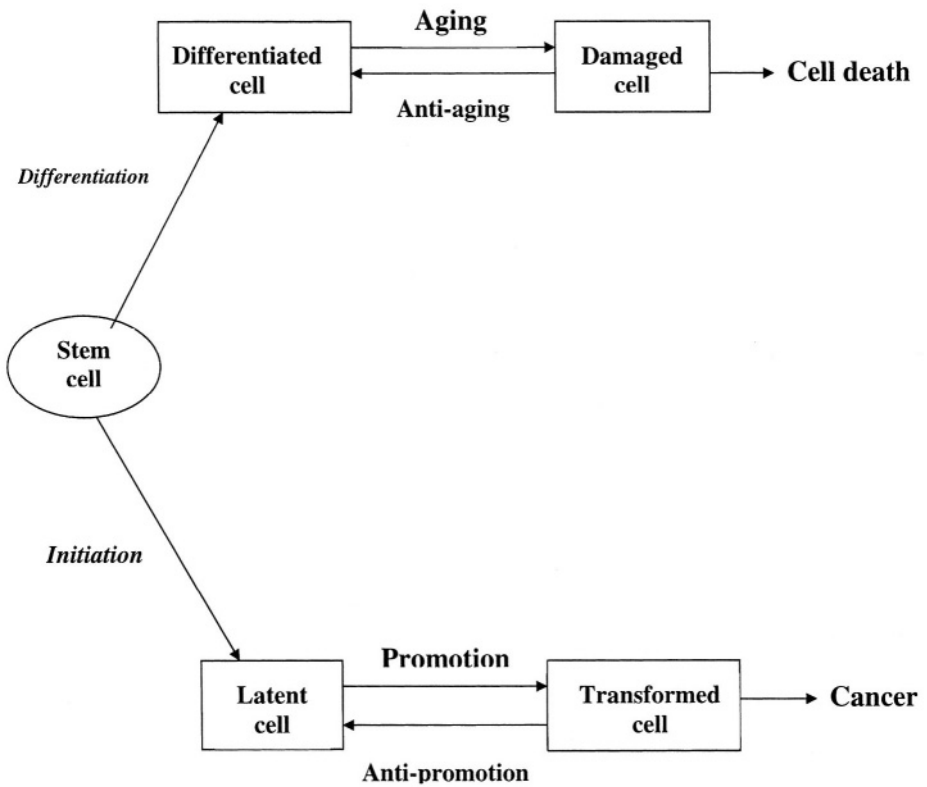 Aging
Differentiated
cell
Damaged
cell
Cell death
Anti-aging
Differentiation
Stem
cell
Initiation
Promotion
Latent
cell
Transformed
cell
Cancer
Anti-promotion